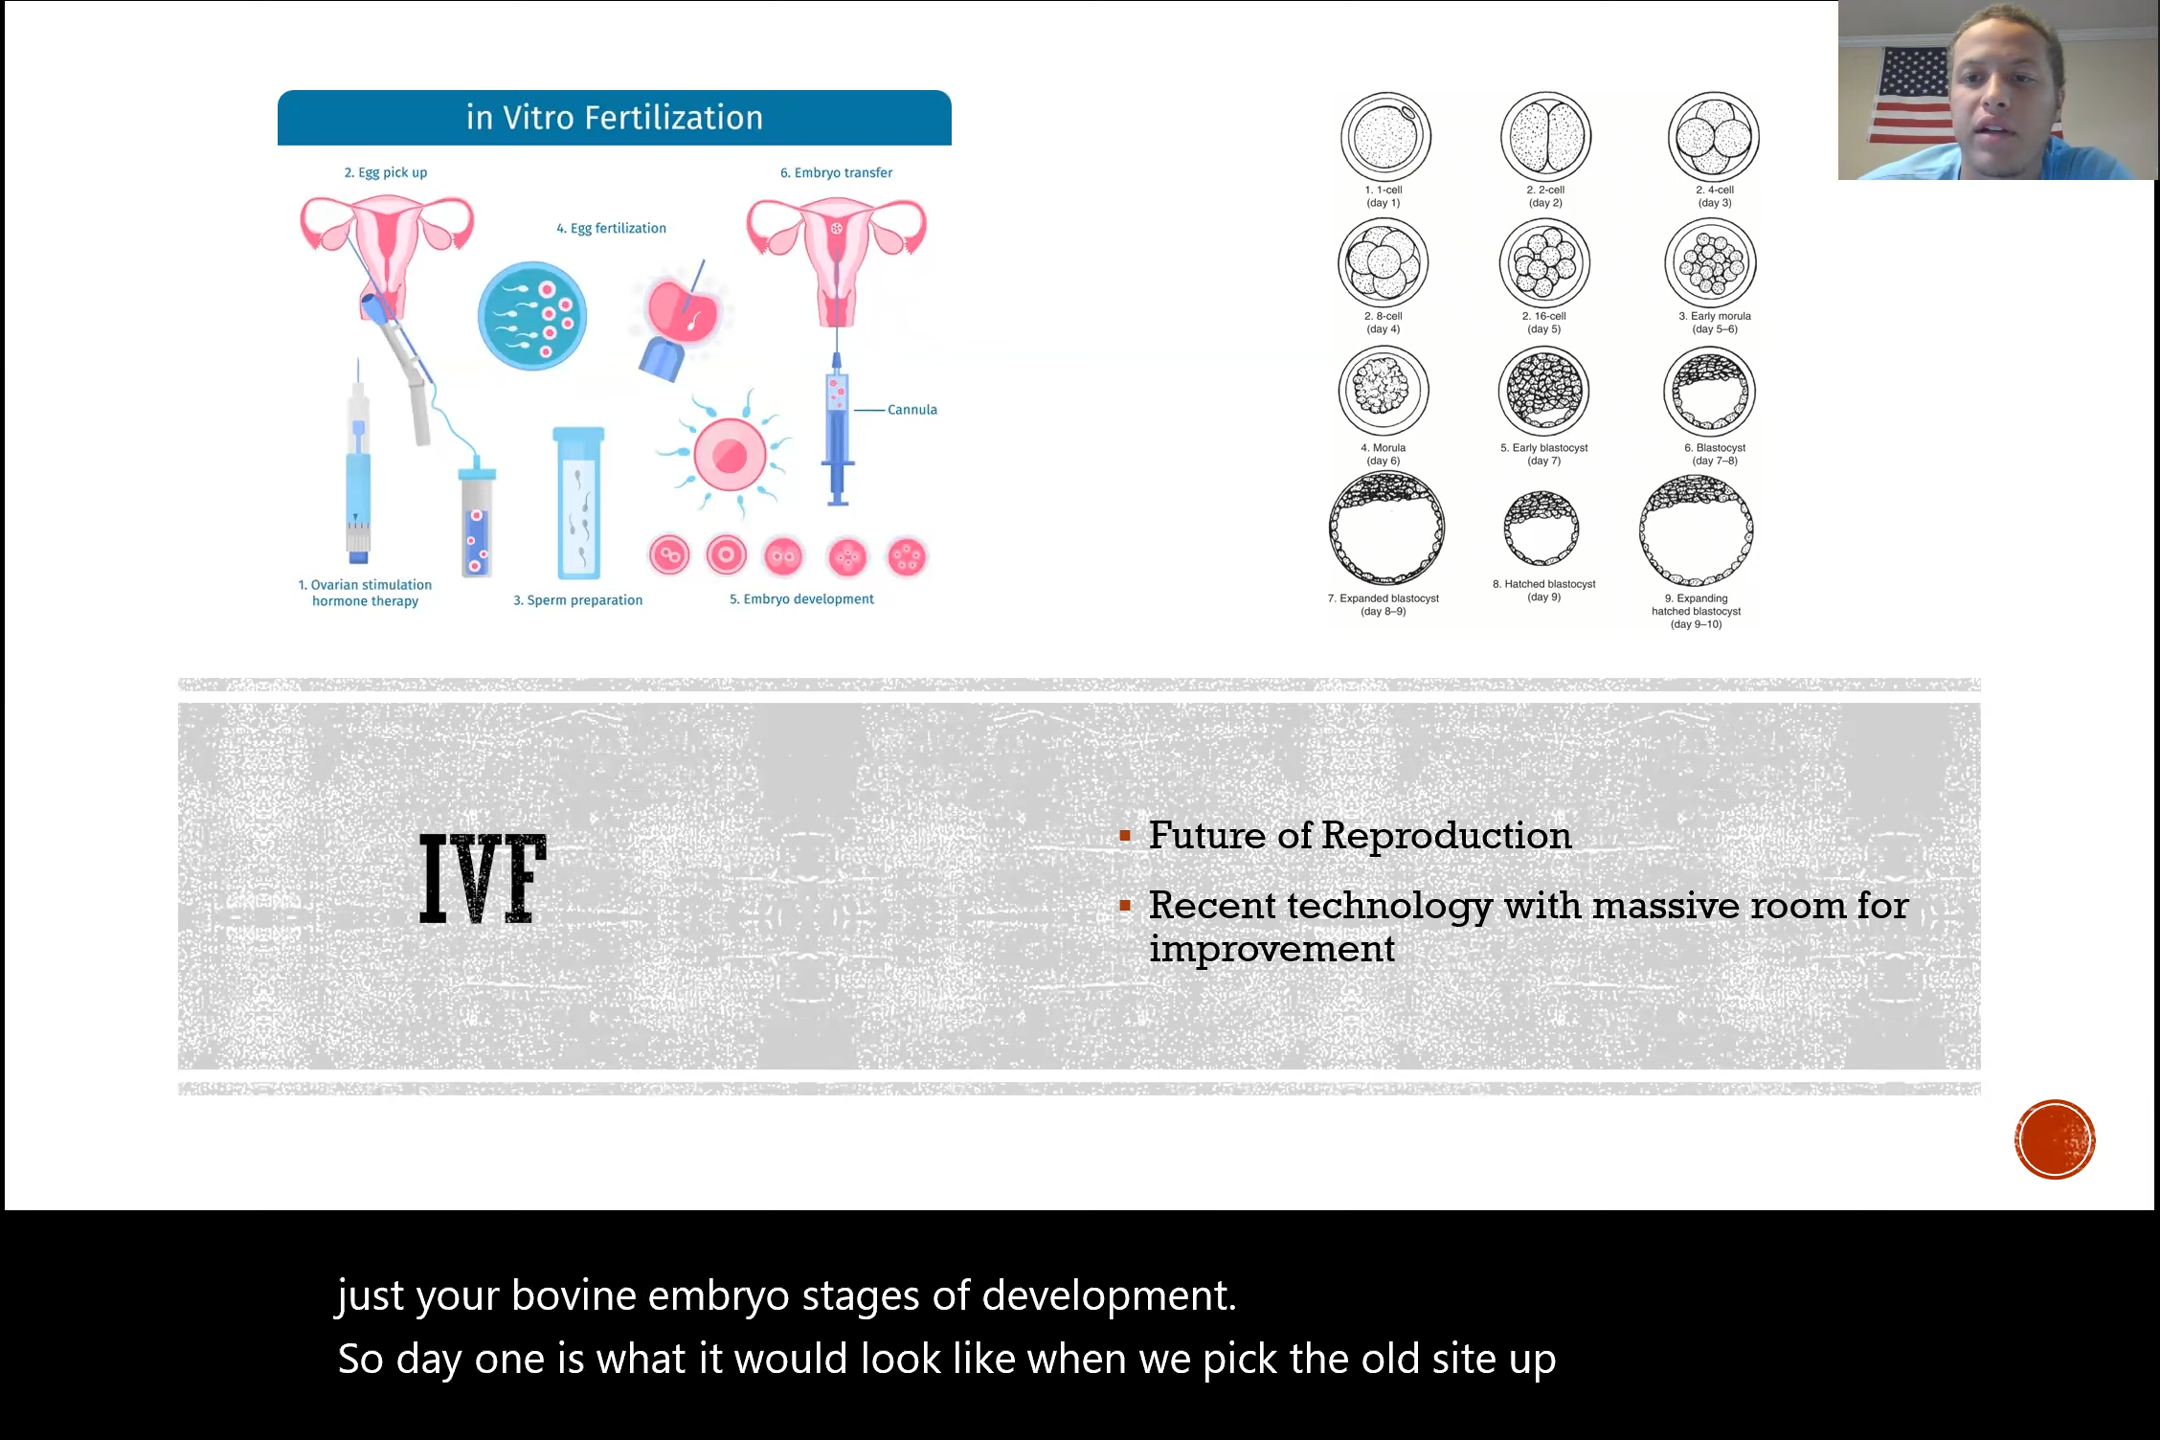 in Vitro Fertilization
2. Egg pick up
6. Embryo transfer
4. Egg fertilization
Cannula
1. Ovarian stimulation
hormone therapy
3. Sperm preparation
5. Embryo development
1. 1-cell
(day 1)
2. 2-cell
(day 2)
2. 4-cell
(day 3)
2. 8-cell
(day 4)
2. 16-cell
(day 5)
3. Early morula
(day 5–6)
4. Morula
(day 6)
5. Early blastocyst
(day 7)
6. Blastocyst
(day 7–8)
7. Expanded blastocyst
(day 8–9)
8. Hatched blastocyst
(day 9)
9. Expanding
hatched blastocyst
(day 9–10)
IVF
▪ Future of Reproduction
▪ Recent technology with massive room for
improvement
just your bovine embryo stages of development.
So day one is what it would look like when we pick the old site up